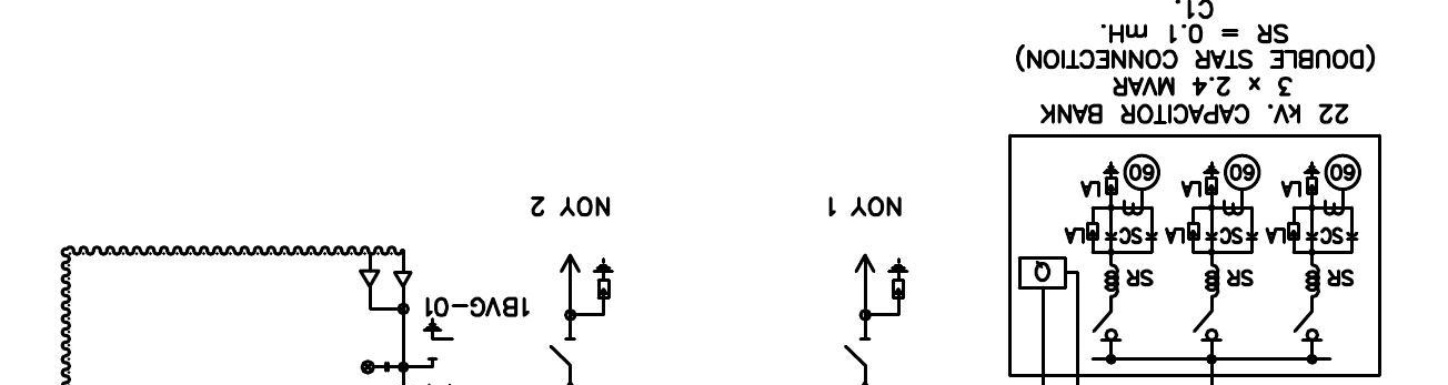 1BVG-01
SR SR SR Q
SC LA SC LA SC LA
60 LA 60 LA 60 LA
NOY 1
NOY 2
22 kV. CAPACITOR BANK
3 x 2.4 MVAR
(DOUBLE STAR CONNECTION)
SR = 0.1 mH.
C1.